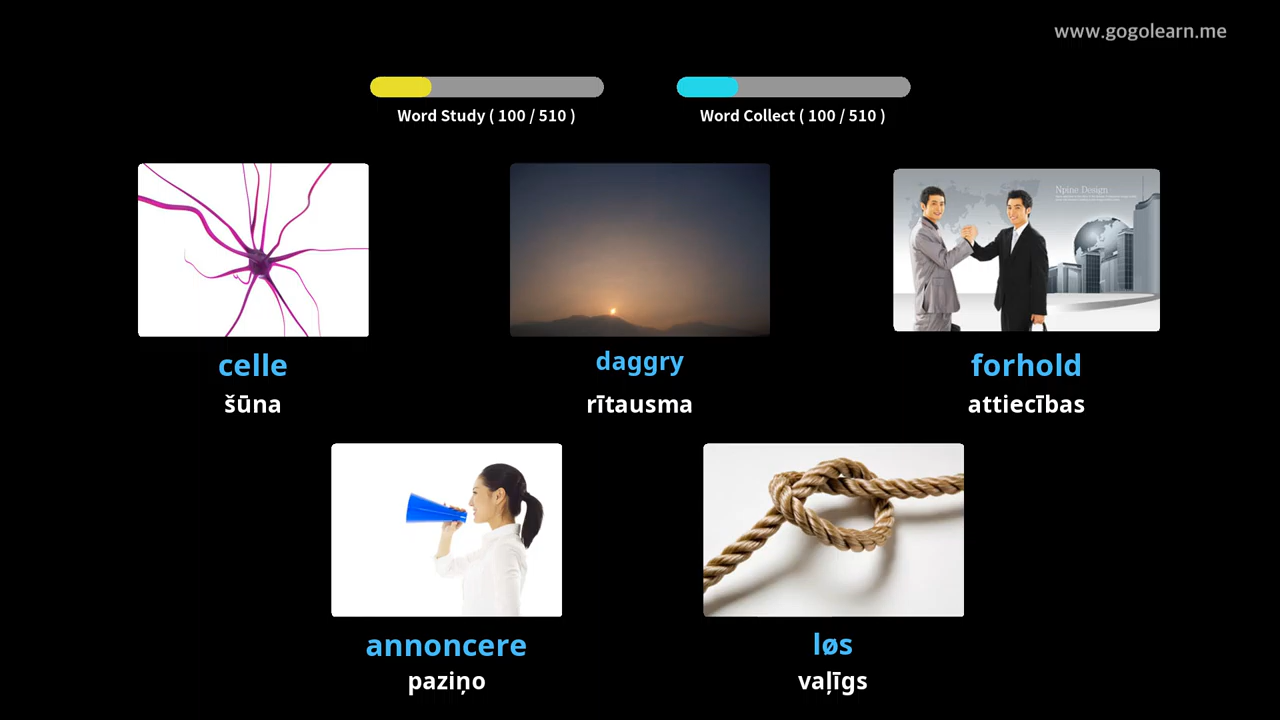 www.gogolearn.me
Word Study ( 100 / 510 )
Word Collect ( 100 / 510 )
Npine Design
celle
šūna
daggry
rītausma
forhold
attiecības
annoncere
paziņo
løs
vaļīgs